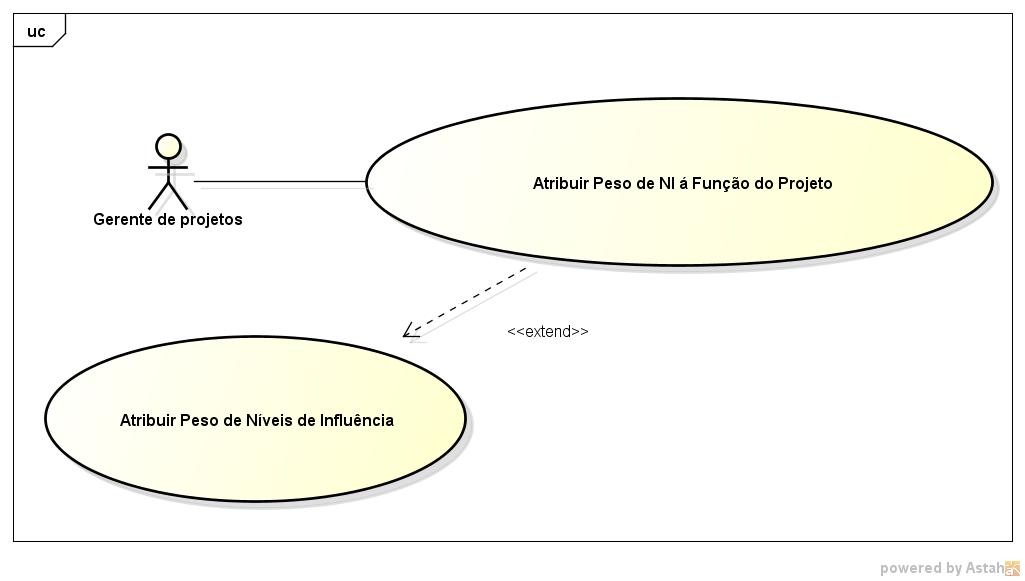 uc
Atribuir Peso de NI á Função do Projeto
Gerente de projetos
<<extend>>
Atribuir Peso de Níveis de Influência
powered by Astah